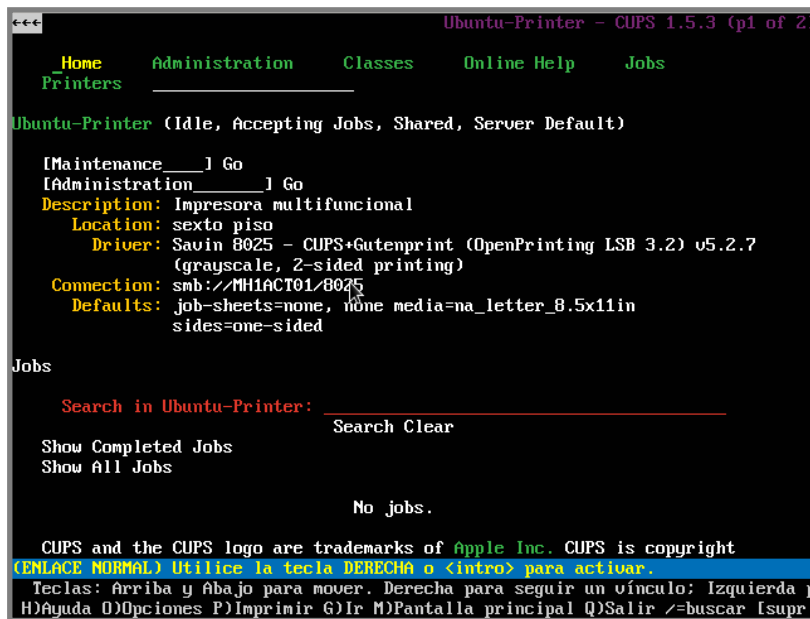 ←←← Ubuntu-Printer - CUPS 1.5.3 (p1 of 2
Home Administration Classes Online Help Jobs
Printers ____________________
Ubuntu-Printer (Idle, Accepting Jobs, Shared, Server Default)
[Maintenance____] Go
[Administration_______] Go
Description: Impresora multifuncional
Location: sexto piso
Driver: Savin 8025 - CUPS+Gutenprint (OpenPrinting LSB 3.2) v5.2.7
(grayscale, 2-sided printing)
Connection: smb://MH1ACT01/8025
Defaults: job-sheets=none, none media=na_letter_8.5x11in
sides=one-sided
Jobs
Search in Ubuntu-Printer: ________________________________________
Search Clear
Show Completed Jobs
Show All Jobs
No jobs.
CUPS and the CUPS logo are trademarks of Apple Inc. CUPS is copyright
(ENLACE NORMAL) Utilice la tecla DERECHA o <intro> para activar.
Teclas: Arriba y Abajo para mover. Derecha para seguir un vínculo; Izquierda p
H)Ayuda O)Opciones P)Imprimir G)Ir M)Pantalla principal Q)Salir /=buscar [supr